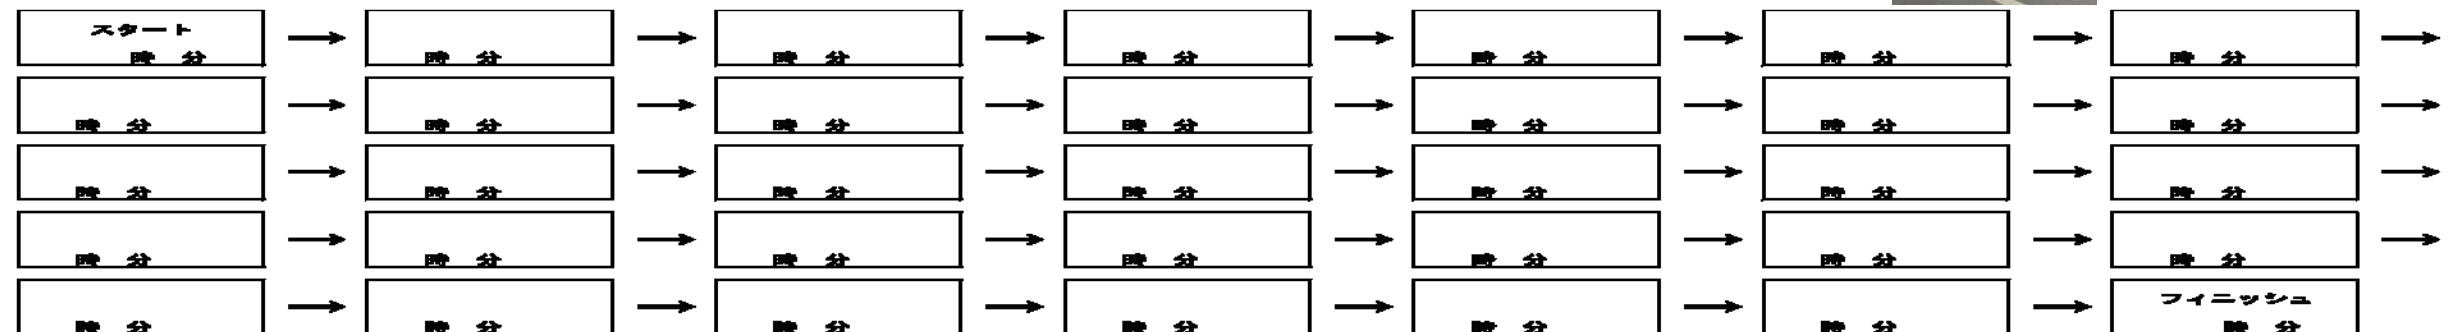 スタート
時 分 時 分 時 分 時 分 時 分 時 分 時 分
時 分 時 分 時 分 時 分 時 分 時 分 時 分
時 分 時 分 時 分 時 分 時 分 時 分 時 分
時 分 時 分 時 分 時 分 時 分 時 分 時 分
フィニッシュ
時 分 時 分 時 分 時 分 時 分 時 分 時 分